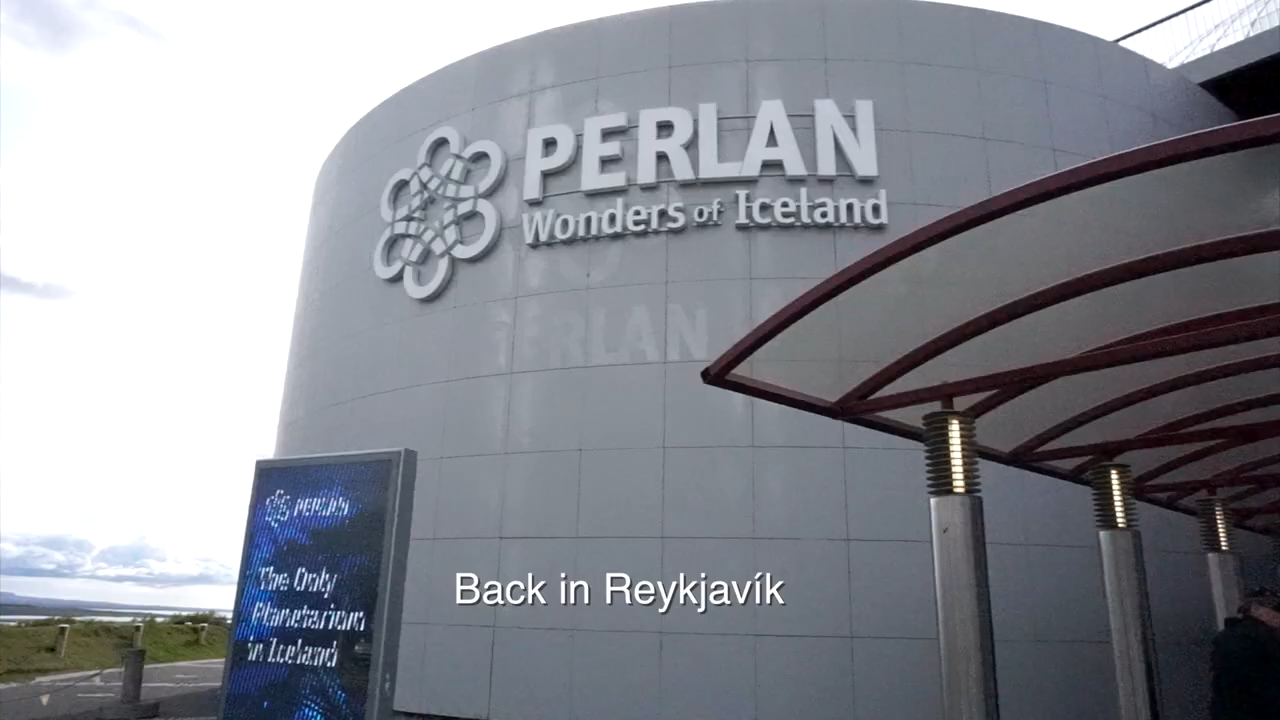 PERLAN
Wonders of Iceland
PERLAN
PERLAN
The Only
Planetarium
in Iceland
Back in Reykjavík